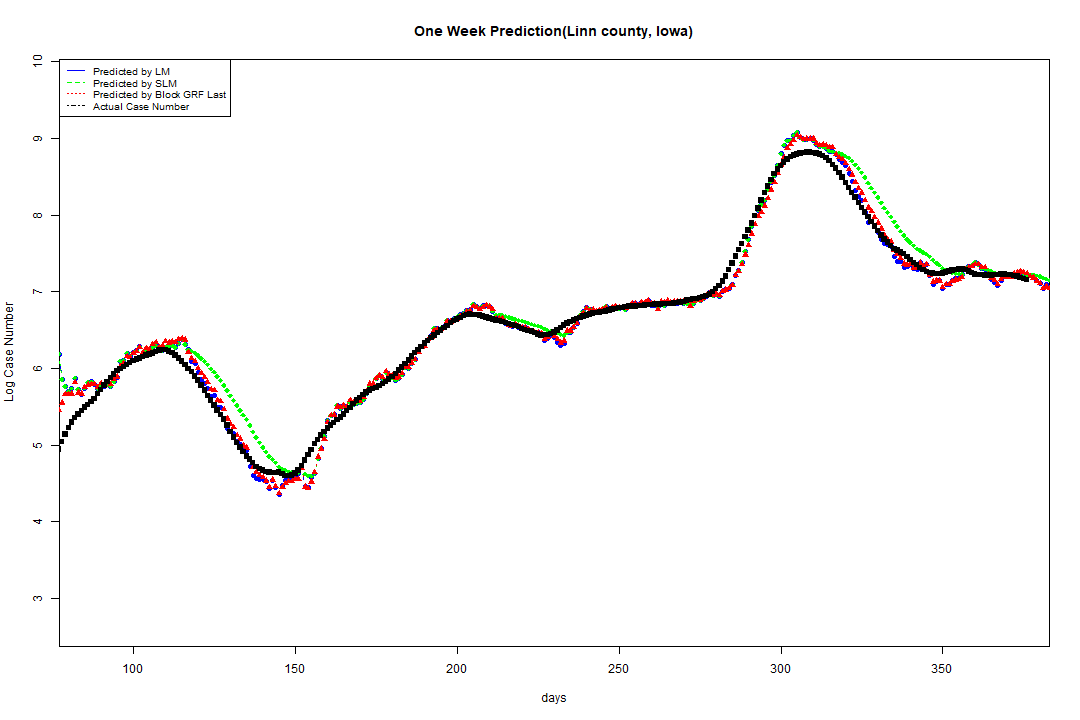 One Week Prediction(Linn county, Iowa)
Predicted by LM
Predicted by SLM
Predicted by Block GRF Last
Actual Case Number
Log Case Number
10
9
8
7
6
5
4
3
100 150 200 250 300 350
days